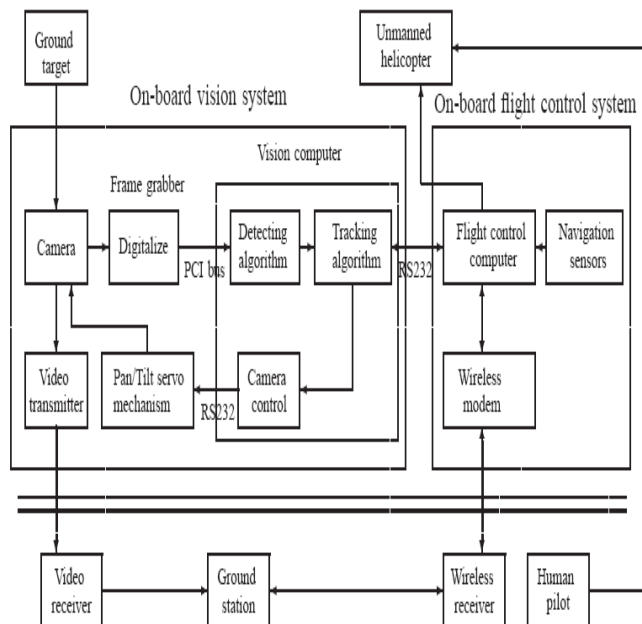 Ground
target
Unmanned
helicopter
On-board vision system
On-board flight control system
Vision computer
Frame grabber
Camera
Digitalize
PCI bus
Detecting
algorithm
Tracking
algorithm
RS232
Flight control
computer
Navigation
sensors
Video
transmitter
Pan/Tilt servo
mechanism
RS232
Camera
control
Wireless
modem
Video
receiver
Ground
station
Wireless
receiver
Human
pilot